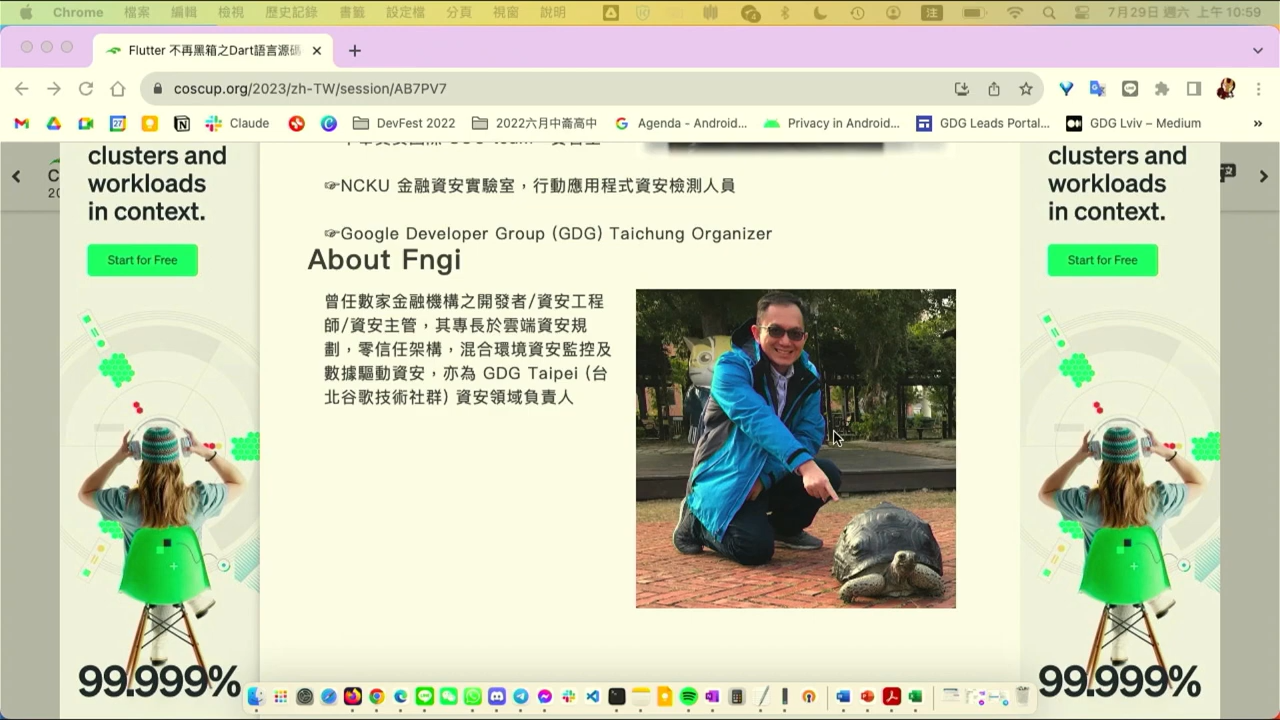 Chrome 檔案 編輯 檢視 歷史記錄 書籤 設定檔 分頁 視窗 說明 注 7月29日 週六 上午 10:59
Flutter 不再黑箱之Dart語言源碼
coscup.org/2023/zh-TW/session/AB7PV7
27 Claude DevFest 2022 2022六月中崙高中 Agenda - Android... Privacy in Android... GDG Leads Portal... GDG Lviv – Medium »
clusters and
workloads
in context.
Start for Free
99.999%
☞NCKU 金融資安實驗室，行動應用程式資安檢測人員
☞Google Developer Group (GDG) Taichung Organizer
About Fngi
曾任數家金融機構之開發者/資安工程
師/資安主管，其專長於雲端資安規
劃，零信任架構，混合環境資安監控及
數據驅動資安，亦為 GDG Taipei (台
北谷歌技術社群) 資安領域負責人
clusters and
workloads
in context.
Start for Free
99.999%